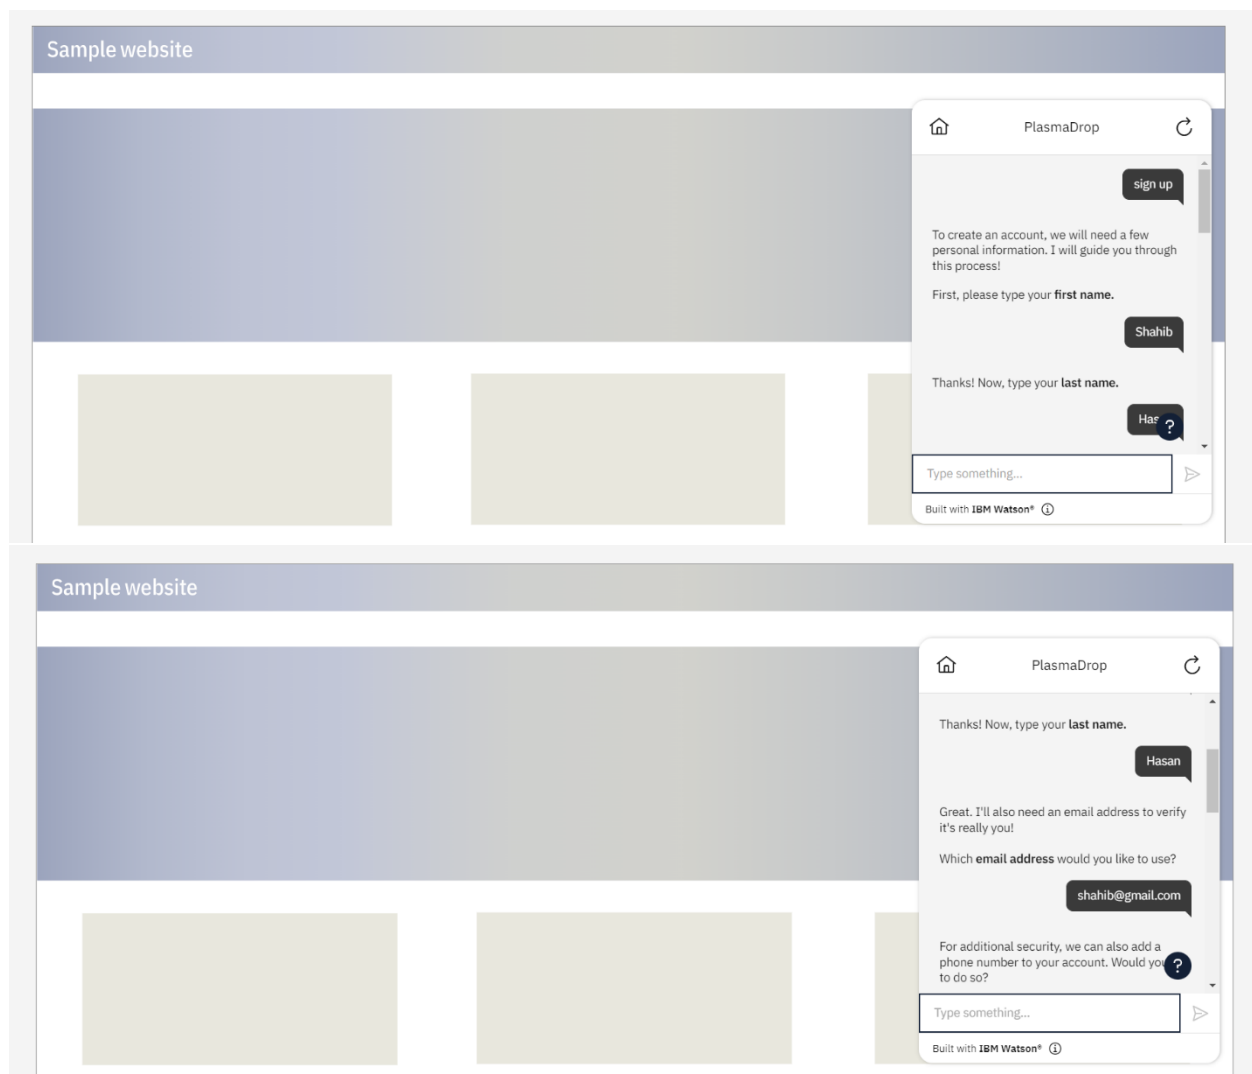 Sample website
PlasmaDrop
sign up
To create an account, we will need a few
personal information. I will guide you through
this process!
First, please type your first name.
Shahib
Thanks! Now, type your last name.
?
Type something...
Built with IBM Watson®
Sample website
PlasmaDrop
Thanks! Now, type your last name.
Hasan
Great. I'll also need an email address to verify
it's really you!
Which email address would you like to use?
shahib@gmail.com
For additional security, we can also add a
phone number to your account. Would you
?
to do so?
Type something...
Built with IBM Watson®